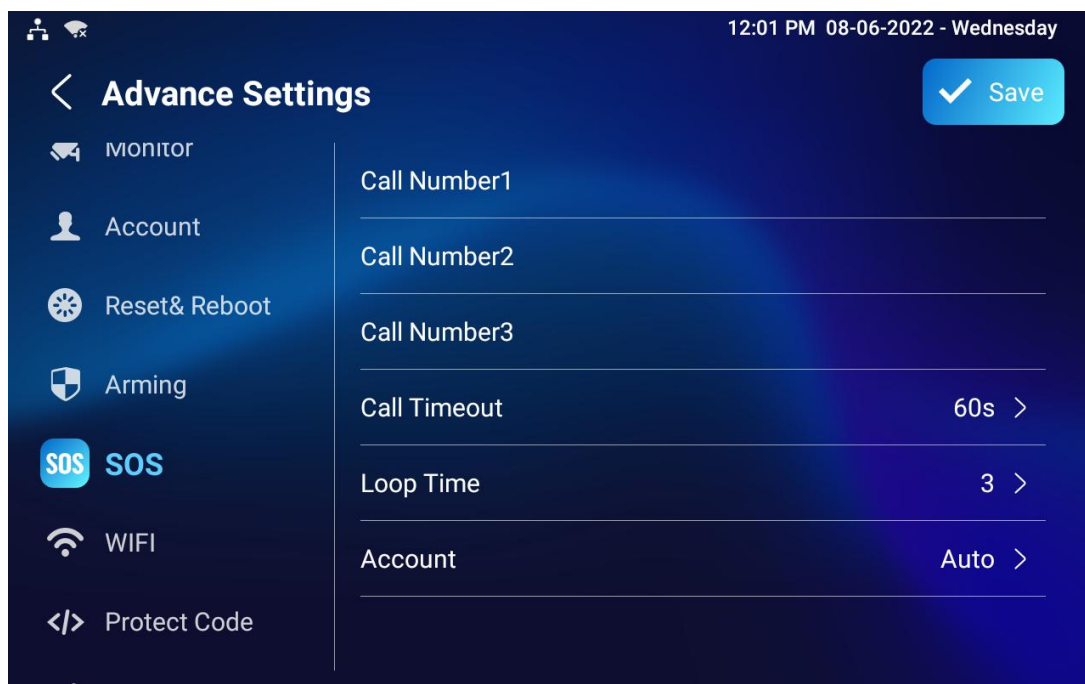 12:01 PM 08-06-2022 - Wednesday
Advance Settings
Save
Monitor
Account
Reset& Reboot
Arming
SOS SOS
WIFI
</> Protect Code
Call Number1
Call Number2
Call Number3
Call Timeout 60s
Loop Time 3
Account Auto